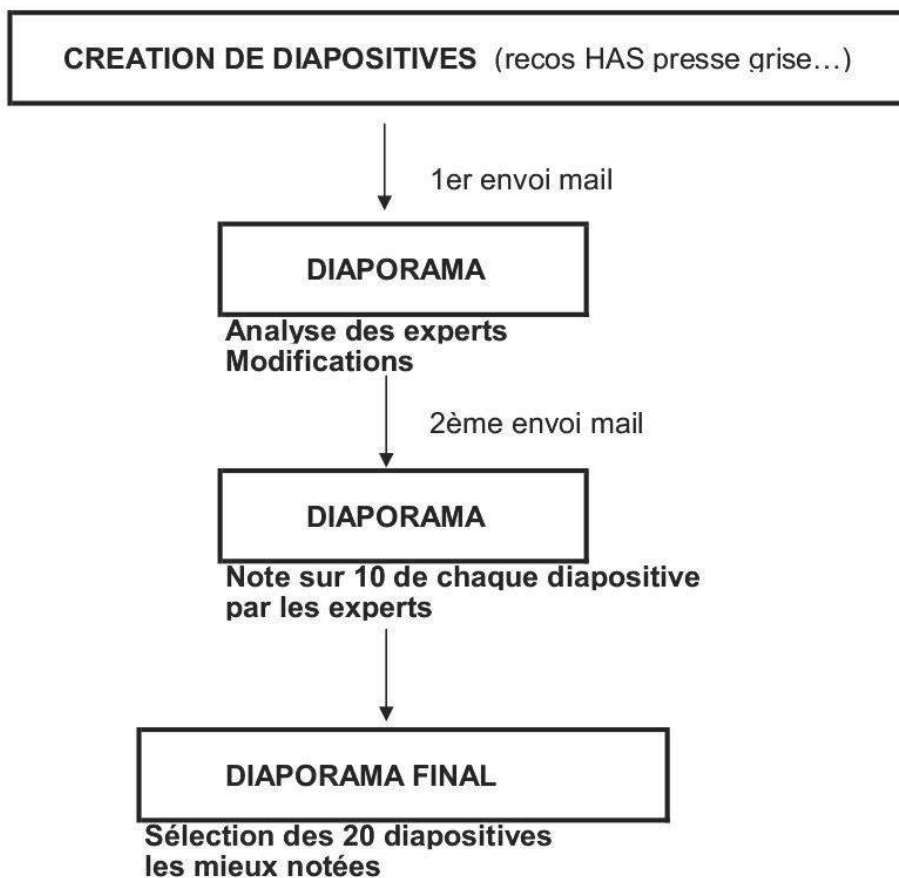 CREATION DE DIAPOSITIVES (recos HAS presse grise…)
1er envoi mail
DIAPORAMA
Analyse des experts
Modifications
2ème envoi mail
DIAPORAMA
Note sur 10 de chaque diapositive
par les experts
DIAPORAMA FINAL
Sélection des 20 diapositives
les mieux notées